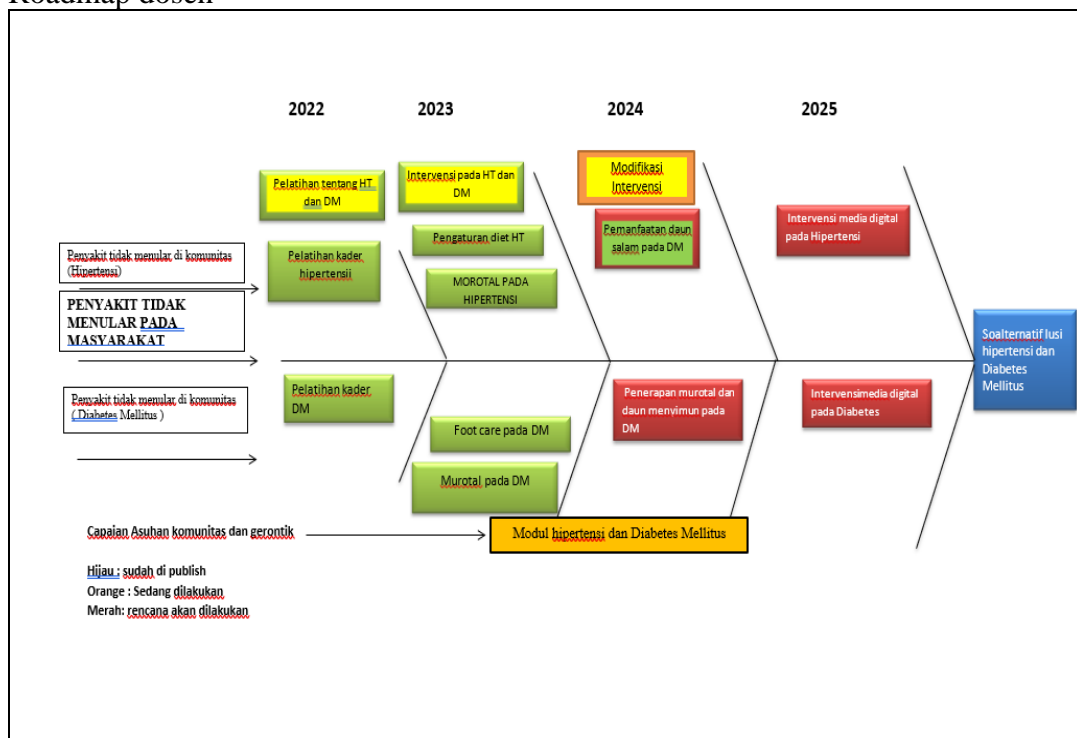 Roadmap dosen
2022
2023
2024
2025
Pelatihan tentang HT
dan DM
Intervensi pada HT dan
DM
Modifikasi
Intervensi
Pelatihan kader
hipertensii
Pengaturan diet HT
MOROTAL PADA
HIPERTENSI
Pemanfaatan daun
salam pada DM
Intervensi media digital
pada Hipertensi
Penyakit tidak menular di komunitas
(Hipertensi)
PENYAKIT TIDAK
MENULAR PADA
MASYARAKAT
Penyakit tidak menular di komunitas
( Diabetes Mellitus )
Soalternatif lusi
hipertensi dan
Diabetes
Mellitus
Pelatihan kader
DM
Foot care pada DM
Murotal pada DM
Penerapan murotal dan
daun menyimun pada
DM
Intervensimedia digital
pada Diabetes
Capaian Asuhan komunitas dan gerontik
Modul hipertensi dan Diabetes Mellitus
Hijau : sudah di publish
Orange : Sedang dilakukan
Merah: rencana akan dilakukan